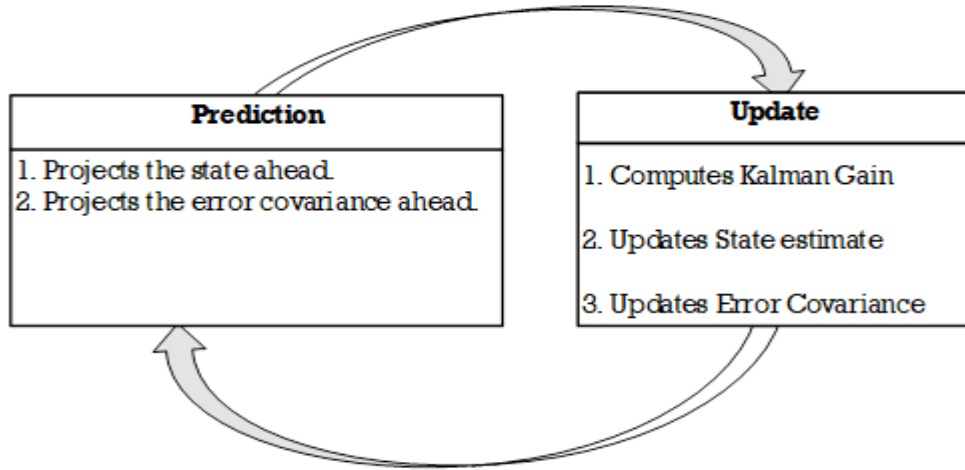 Prediction
1. Projects the state ahead.
2. Projects the error covariance ahead.
Update
1. Computes Kalman Gain
2. Updates State estimate
3. Updates Error Covariance